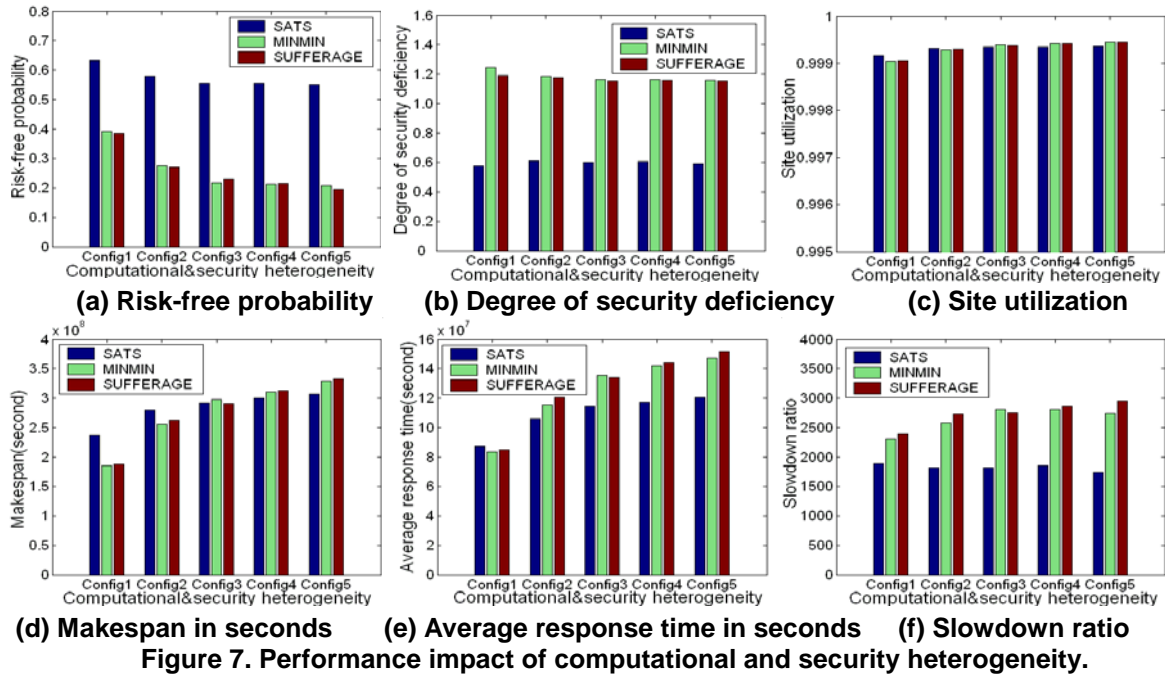 0.8
0.7
0.6
0.5
0.4
0.3
0.2
0.1
0
Risk-free probability
SATS
MINMIN
SUFFERAGE
Config1 Config2 Config3 Config4 Config5
Computational&security heterogeneity
(a) Risk-free probability
1.6
1.4
1.2
1.0
0.8
0.6
0.4
0.2
0
Degree of security deficiency
SATS
MINMIN
SUFFERAGE
Config1 Config2 Config3 Config4 Config5
Computational&security heterogeneity
(b) Degree of security deficiency
1
0.999
0.998
0.997
0.996
0.995
Site utilization
SATS
MINMIN
SUFFERAGE
Config1 Config2 Config3 Config4 Config5
Computational&security heterogeneity
(c) Site utilization
x 10^8
4
3.5
3
2.5
2
1.5
1
0.5
0
Makespan(second)
SATS
MINMIN
SUFFERAGE
Config1 Config2 Config3 Config4 Config5
Computational&security heterogeneity
(d) Makespan in seconds
x 10^7
16
14
12
10
8
6
4
2
0
Average response time(second)
SATS
MINMIN
SUFFERAGE
Config1 Config2 Config3 Config4 Config5
Computational&security heterogeneity
(e) Average response time in seconds
4000
3500
3000
2500
2000
1500
1000
500
0
Slowdown ratio
SATS
MINMIN
SUFFERAGE
Config1 Config2 Config3 Config4 Config5
Computational&security heterogeneity
(f) Slowdown ratio
Figure 7. Performance impact of computational and security heterogeneity.